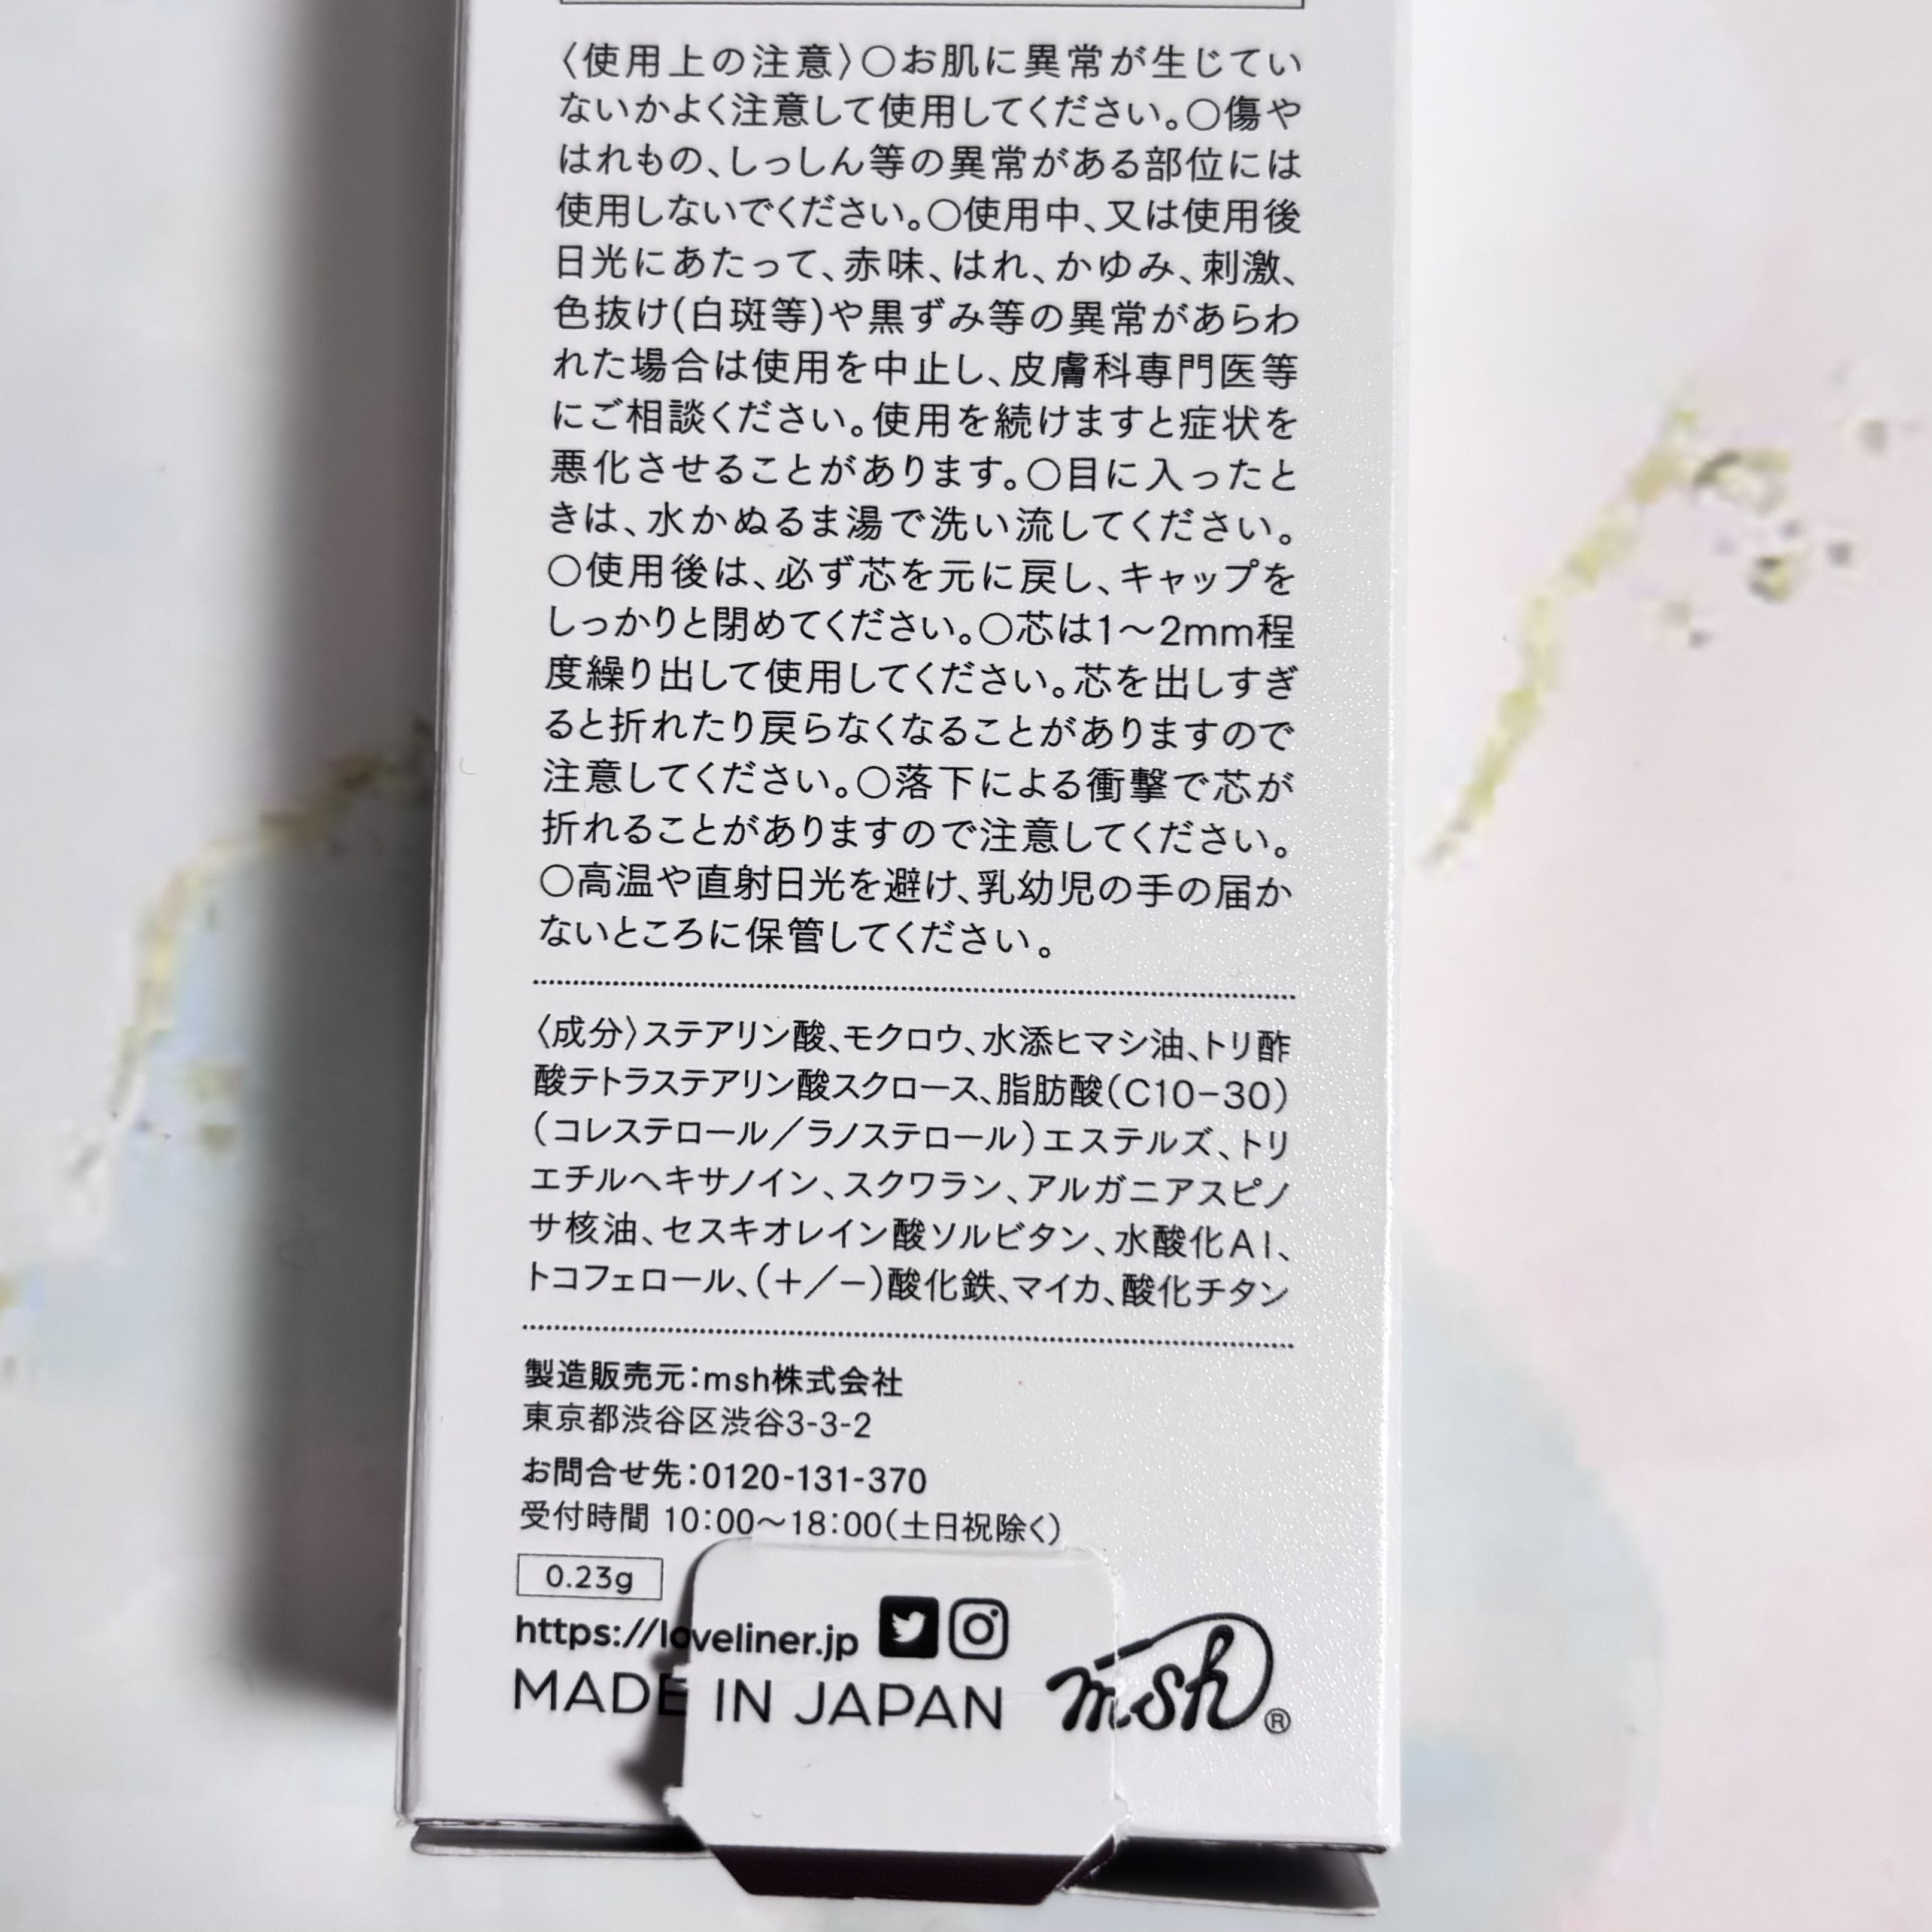 〈使用上の注意〉○お肌に異常が生じてい
ないかよく注意して使用してください。○傷や
はれもの、しっしん等の異常がある部位には
使用しないでください。○使用中、又は使用後
日光にあたって、赤味、はれ、かゆみ、刺激、
色抜け(白斑等)や黒ずみ等の異常があらわ
れた場合は使用を中止し、皮膚科専門医等
にご相談ください。使用を続けますと症状を
悪化させることがあります。○目に入ったと
きは、水かぬるま湯で洗い流してください。
○使用後は、必ず芯を元に戻し、キャップを
しっかりと閉めてください。○芯は1～2mm程
度繰り出して使用してください。芯を出しすぎ
ると折れたり戻らなくなることがありますので
注意してください。○落下による衝撃で芯が
折れることがありますので注意してください。
○高温や直射日光を避け、乳幼児の手の届か
ないところに保管してください。
〈成分〉ステアリン酸、モクロウ、水添ヒマシ油、トリ酢
酸テトラステアリン酸スクロース、脂肪酸(C10-30)
(コレステロール／ラノステロール)エステルズ、トリ
エチルヘキサノイン、スクワラン、アルガニアスピノ
サ核油、セスキオレイン酸ソルビタン、水酸化Al、
トコフェロール、(+／−)酸化鉄、マイカ、酸化チタン
製造販売元：msh株式会社
東京都渋谷区渋谷3-3-2
お問合せ先：0120-131-370
受付時間 10：00～18：00(土日祝除く)
0.23g
https://loveliner.jp
MADE IN JAPAN msh®